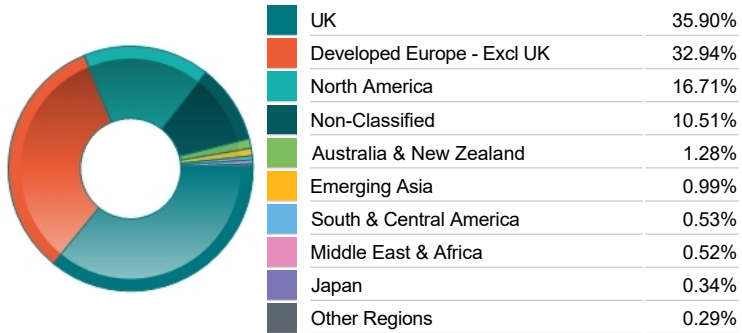 UK 35.90%
Developed Europe - Excl UK 32.94%
North America 16.71%
Non-Classified 10.51%
Australia & New Zealand 1.28%
Emerging Asia 0.99%
South & Central America 0.53%
Middle East & Africa 0.52%
Japan 0.34%
Other Regions 0.29%